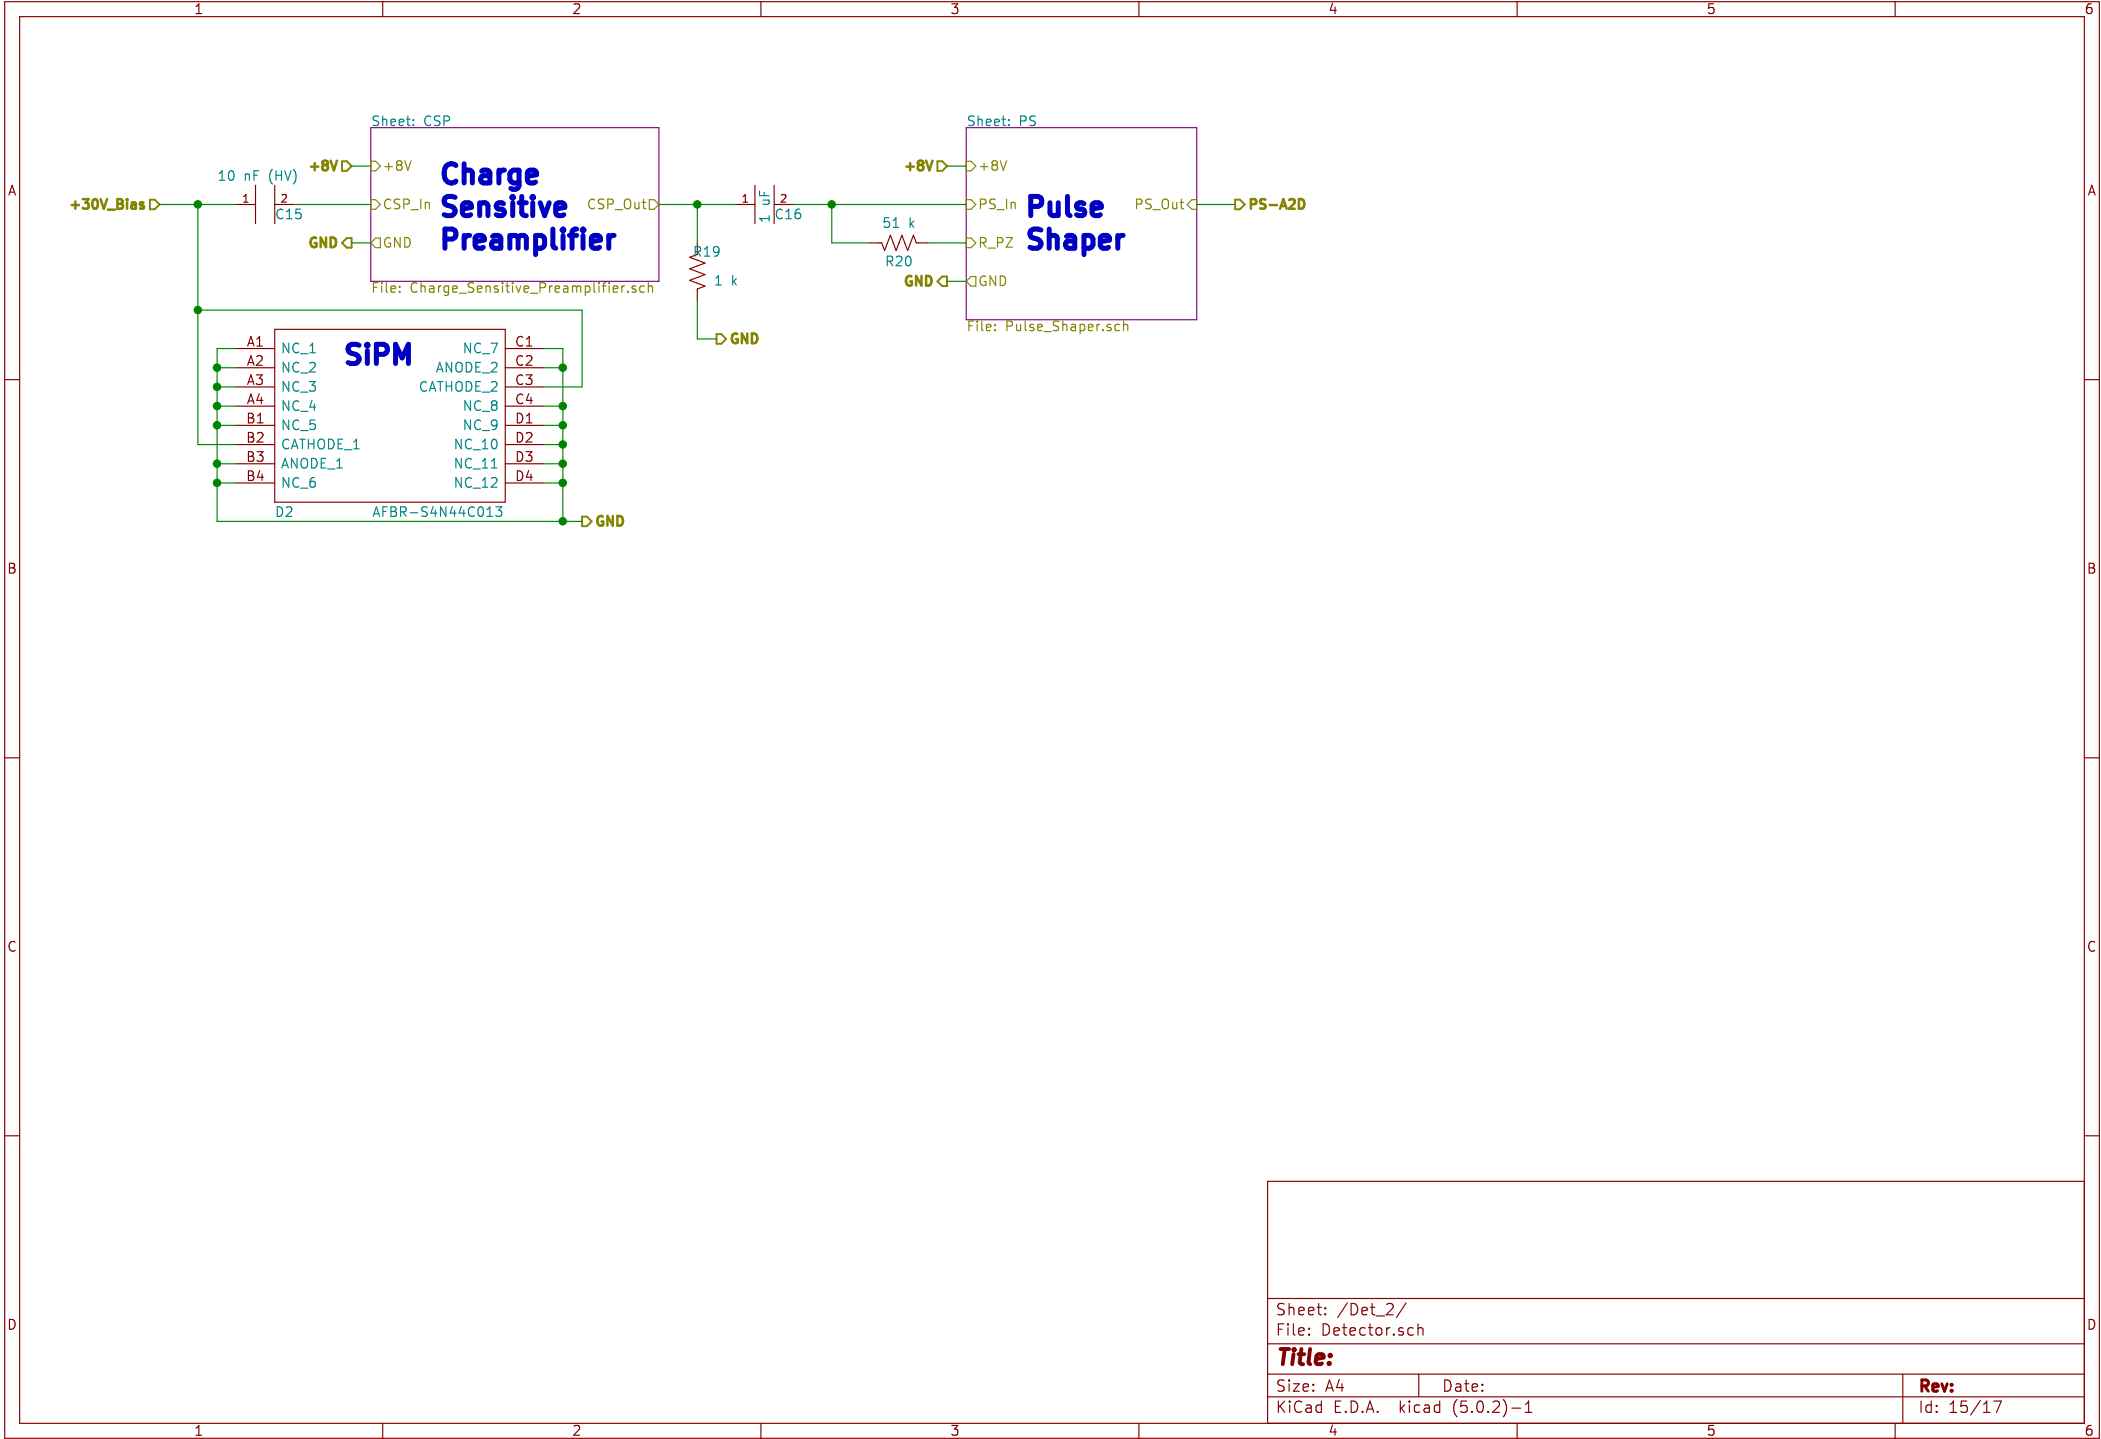 1 2 3 4 5 6
A A
B B
C C
D D
Sheet: CSP
+8V
+8V
10 nF (HV)
+30V_Bias
1 2
C15
CSP_In
CSP_Out
GND
GND
Charge
Sensitive
Preamplifier
File: Charge_Sensitive_Preamplifier.sch
1 2
1 uF
C16
R19
1 k
GND
Sheet: PS
+8V
+8V
PS_In
PS_Out
PS-A2D
51 k
R20
R_PZ
GND
GND
Pulse
Shaper
File: Pulse_Shaper.sch
SiPM
A1 NC_1 NC_7 C1
A2 NC_2 ANODE_2 C2
A3 NC_3 CATHODE_2 C3
A4 NC_4 NC_8 C4
B1 NC_5 NC_9 D1
B2 CATHODE_1 NC_10 D2
B3 ANODE_1 NC_11 D3
B4 NC_6 NC_12 D4
D2 AFBR-S4N44C013
GND
Sheet: /Det_2/
File: Detector.sch
Title:
Size: A4 Date: Rev:
KiCad E.D.A. kicad (5.0.2)-1 Id: 15/17
1 2 3 4 5 6